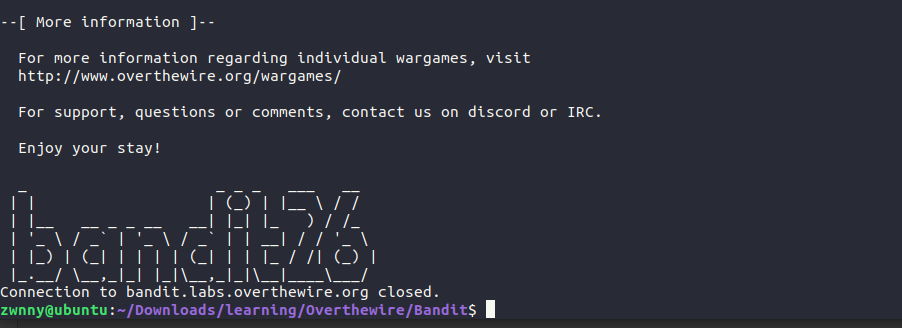 --[ More information ]--
For more information regarding individual wargames, visit
http://www.overthewire.org/wargames/
For support, questions or comments, contact us on discord or IRC.
Enjoy your stay!
bandit26
Connection to bandit.labs.overthewire.org closed.
zwnny@ubuntu:~/Downloads/learning/Overthewire/Bandit$